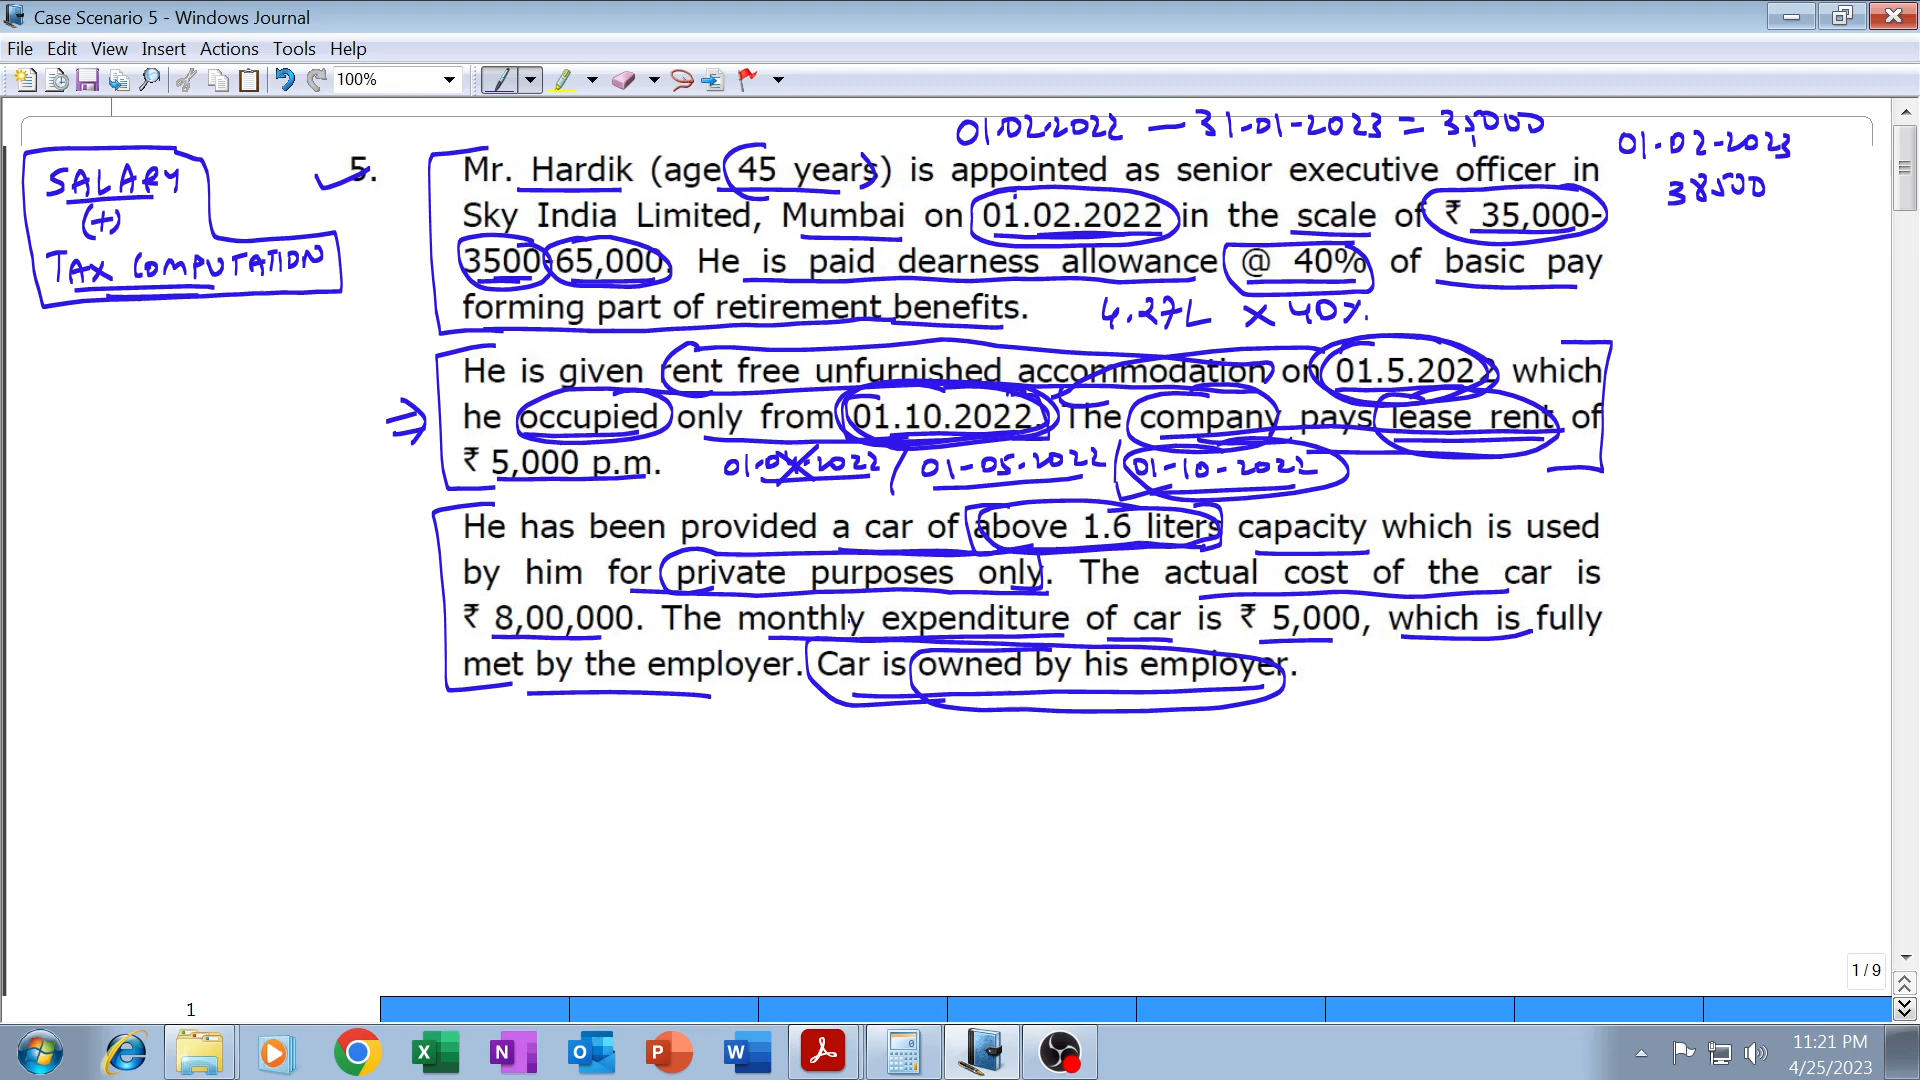 Case Scenario 5 - Windows Journal
File Edit View Insert Actions Tools Help
100%
01.02.2022 — 31-01-2023 = 35000
01.02-2023
38500
SALARY
(+)
TAX COMPUTATION
5. Mr. Hardik (age 45 years) is appointed as senior executive officer in
Sky India Limited, Mumbai on 01.02.2022 in the scale of ₹ 35,000-
3500-65,000. He is paid dearness allowance @ 40% of basic pay
forming part of retirement benefits.
4.27L x 40%.
He is given rent free unfurnished accommodation on 01.5.2022 which
he occupied only from 01.10.2022. The company pays lease rent of
₹ 5,000 p.m.
01.04.2022 / 01-05-2022 / 01-10-2022
He has been provided a car of above 1.6 liters capacity which is used
by him for private purposes only. The actual cost of the car is
₹ 8,00,000. The monthly expenditure of car is ₹ 5,000, which is fully
met by the employer. Car is owned by his employer.
1 / 9
1
11:21 PM
4/25/2023